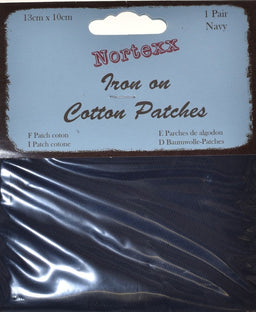 13cm x 10cm
1 Pair
Navy
Nortexx
Iron on
Cotton Patches
F Patch coton
I Patch cotone
E Parches de algodon
D Baumwolle-Patches